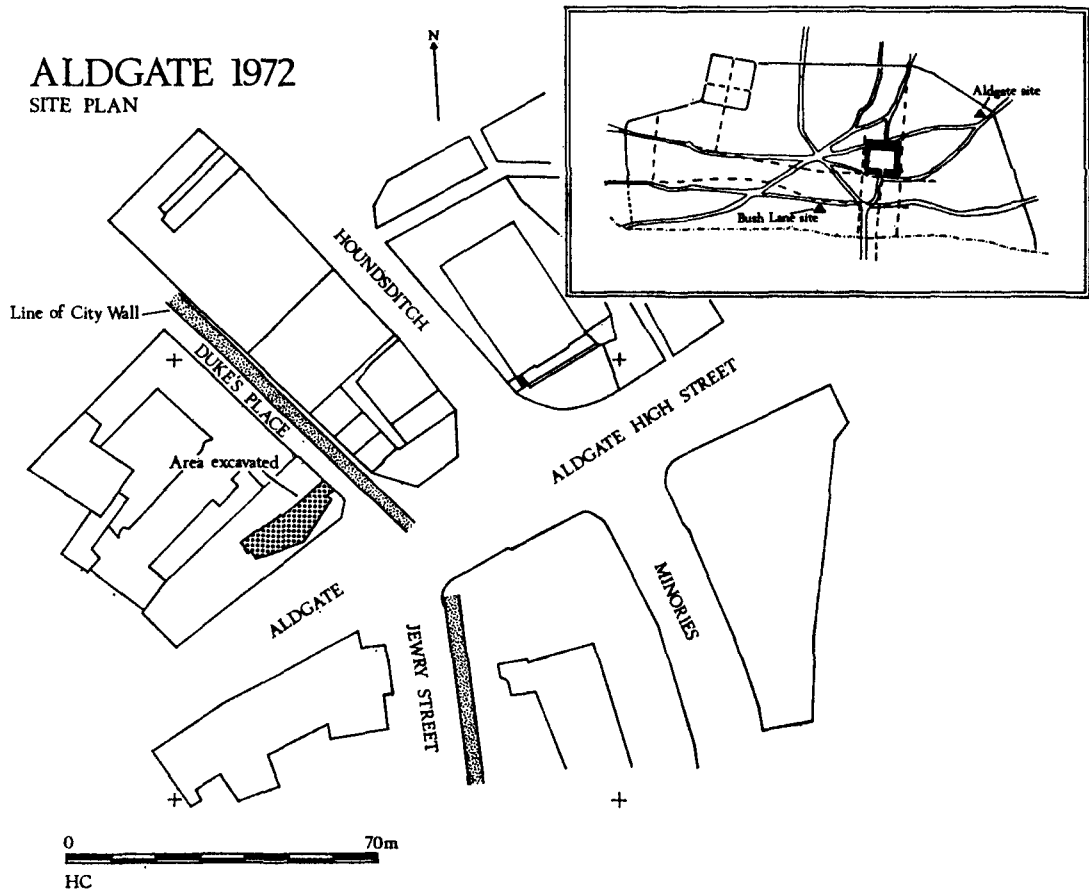 ALDGATE 1972
SITE PLAN
N
Aldgate site
Bush Lane site
HOUNDSDITCH
Line of City Wall
DUKE'S PLACE
Area excavated
ALDGATE HIGH STREET
MINORIES
ALDGATE
JEWRY STREET
0 70m
HC